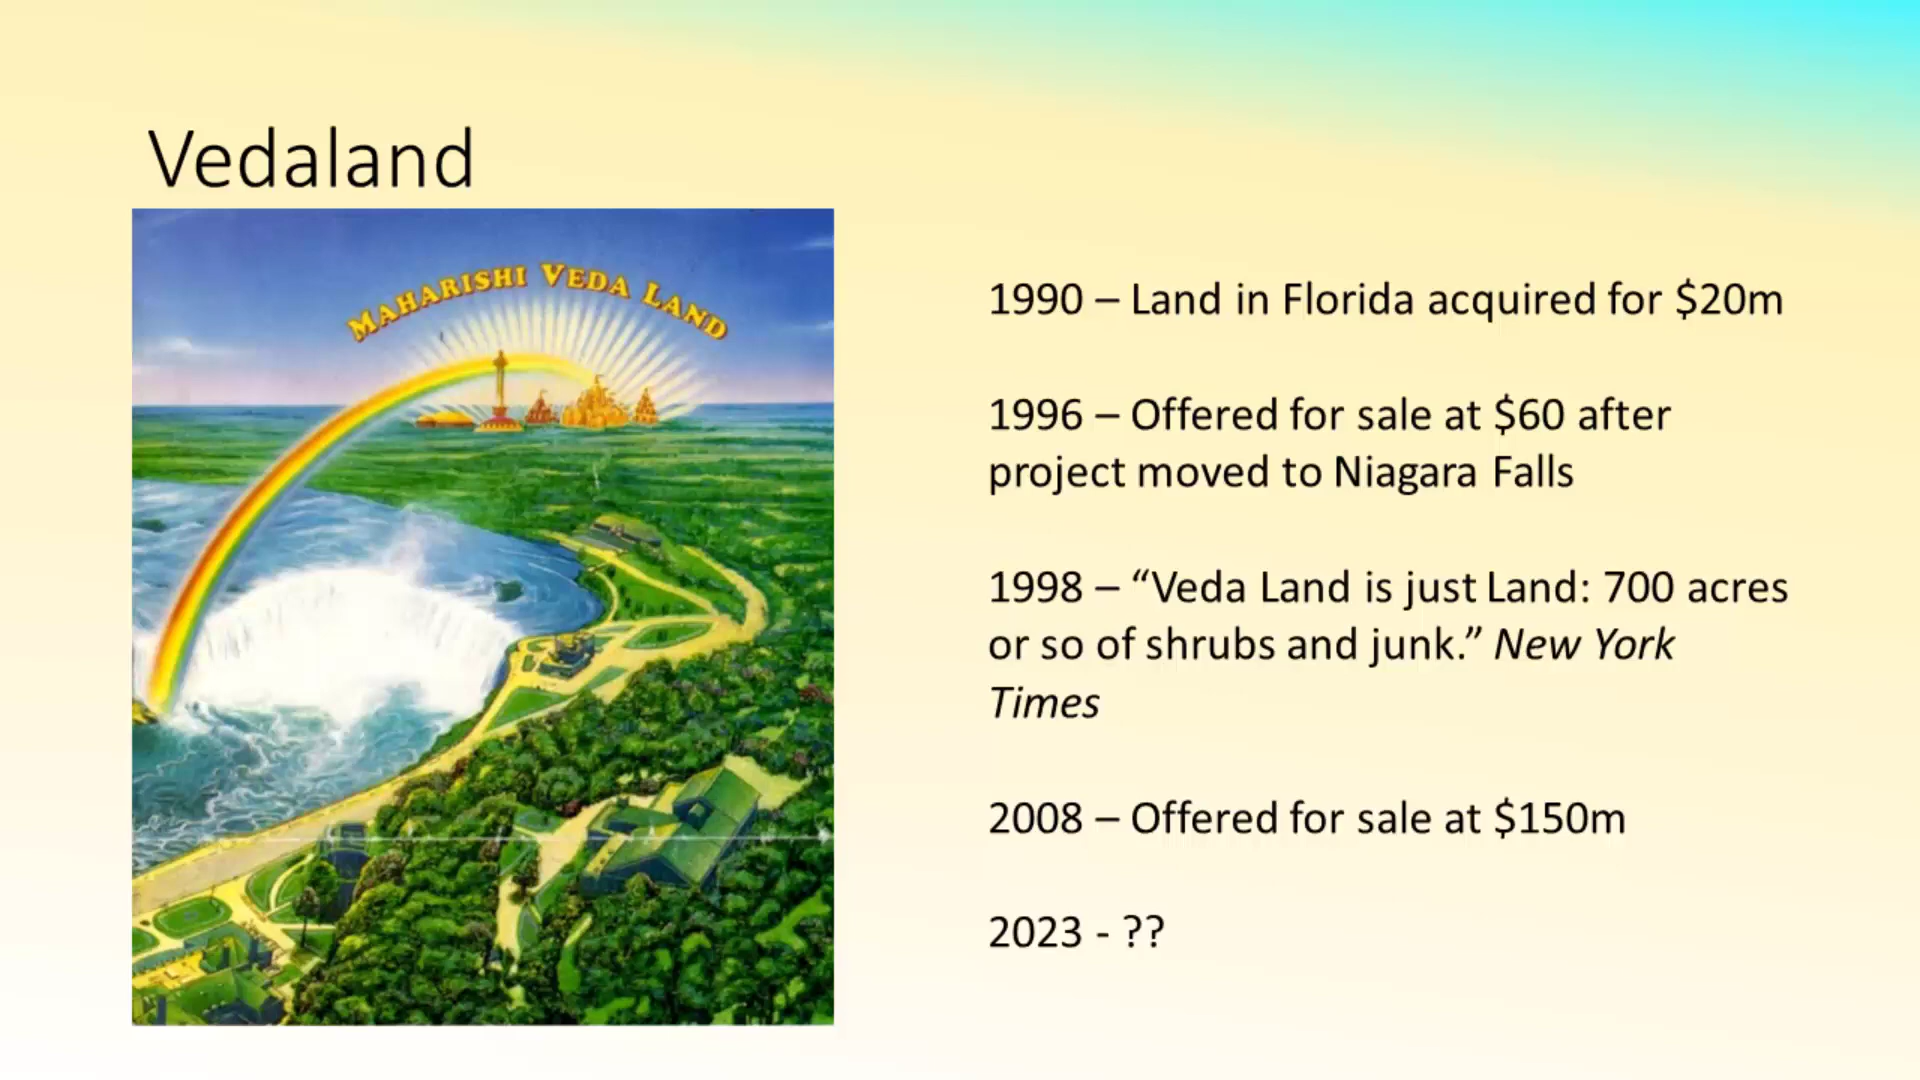 Vedaland
MAHARISHI VEDA LAND
1990 – Land in Florida acquired for $20m
1996 – Offered for sale at $60 after
project moved to Niagara Falls
1998 – “Veda Land is just Land: 700 acres
or so of shrubs and junk.” New York
Times
2008 – Offered for sale at $150m
2023 - ??